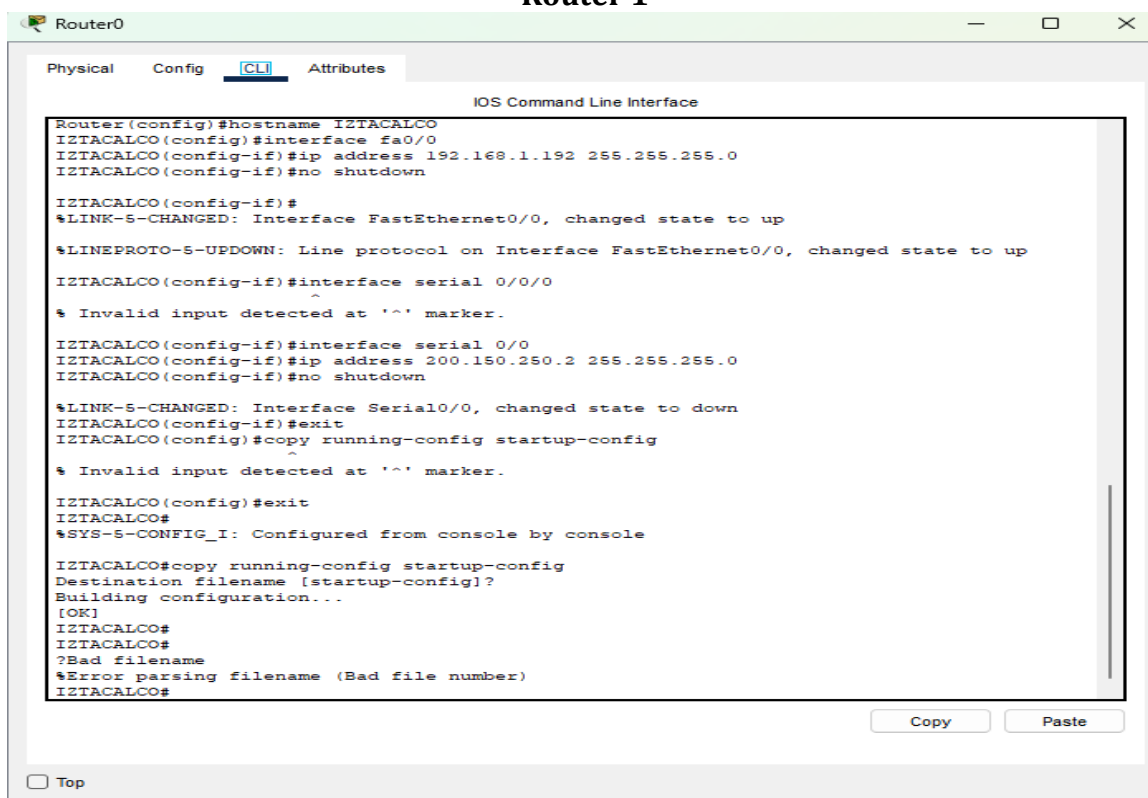 Router 1
Router0
Physical Config CLI Attributes
IOS Command Line Interface
Router(config)#hostname IZTACALCO
IZTACALCO(config)#interface fa0/0
IZTACALCO(config-if)#ip address 192.168.1.192 255.255.255.0
IZTACALCO(config-if)#no shutdown
IZTACALCO(config-if)#
%LINK-5-CHANGED: Interface FastEthernet0/0, changed state to up
%LINEPROTO-5-UPDOWN: Line protocol on Interface FastEthernet0/0, changed state to up
IZTACALCO(config-if)#interface serial 0/0/0
^
% Invalid input detected at '^' marker.
IZTACALCO(config-if)#interface serial 0/0
IZTACALCO(config-if)#ip address 200.150.250.2 255.255.255.0
IZTACALCO(config-if)#no shutdown
%LINK-5-CHANGED: Interface Serial0/0, changed state to down
IZTACALCO(config-if)#exit
IZTACALCO(config)#copy running-config startup-config
^
% Invalid input detected at '^' marker.
IZTACALCO(config)#exit
IZTACALCO#
%SYS-5-CONFIG_I: Configured from console by console
IZTACALCO#copy running-config startup-config
Destination filename [startup-config]?
Building configuration...
[OK]
IZTACALCO#
IZTACALCO#
?Bad filename
%Error parsing filename (Bad file number)
IZTACALCO#
Copy Paste
Top